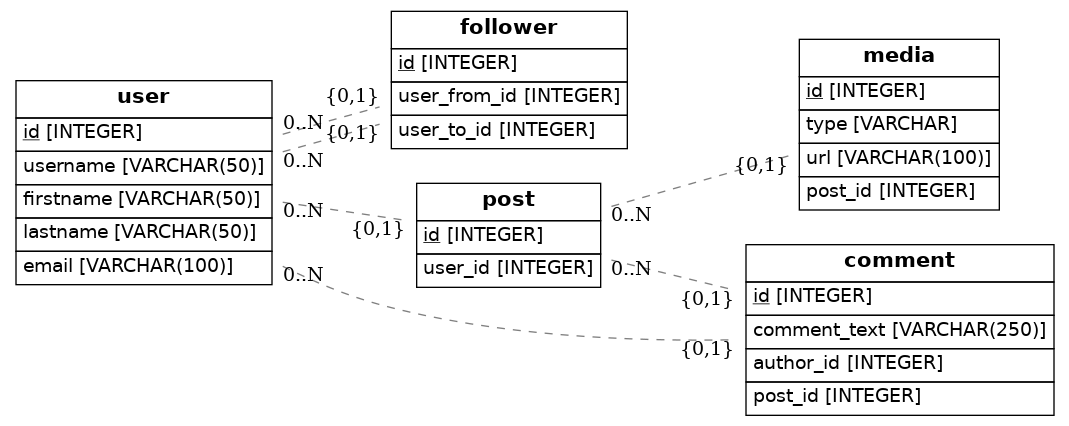 user
id [INTEGER]
username [VARCHAR(50)]
firstname [VARCHAR(50)]
lastname [VARCHAR(50)]
email [VARCHAR(100)]
follower
id [INTEGER]
user_from_id [INTEGER]
user_to_id [INTEGER]
{0,1}
0..N
{0,1}
0..N
0..N
{0,1}
0..N
{0,1}
post
id [INTEGER]
user_id [INTEGER]
{0,1}
0..N
0..N
{0,1}
media
id [INTEGER]
type [VARCHAR]
url [VARCHAR(100)]
post_id [INTEGER]
comment
id [INTEGER]
comment_text [VARCHAR(250)]
author_id [INTEGER]
post_id [INTEGER]